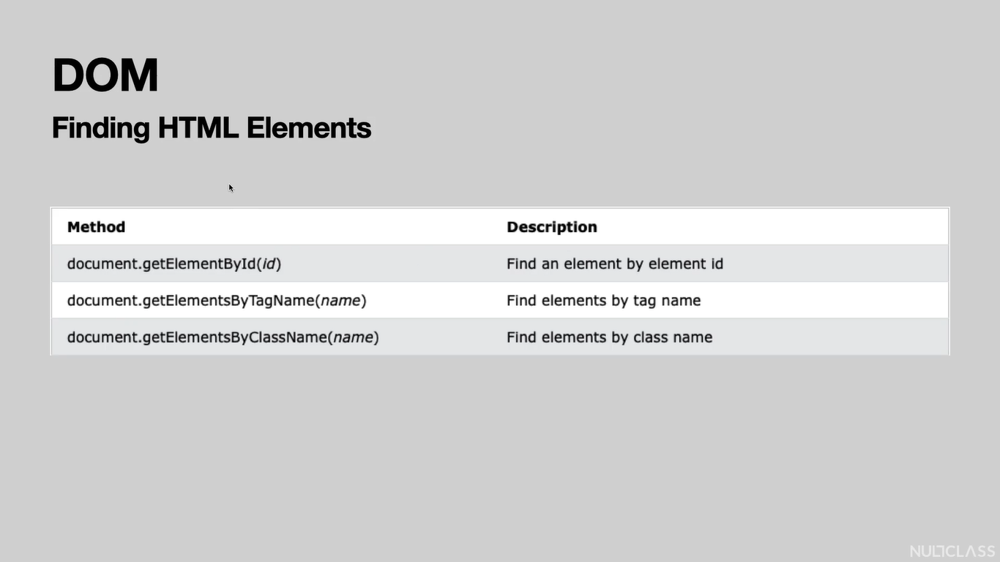 DOM
Finding HTML Elements
Method Description
document.getElementById(id) Find an element by element id
document.getElementsByTagName(name) Find elements by tag name
document.getElementsByClassName(name) Find elements by class name
NULLCLASS